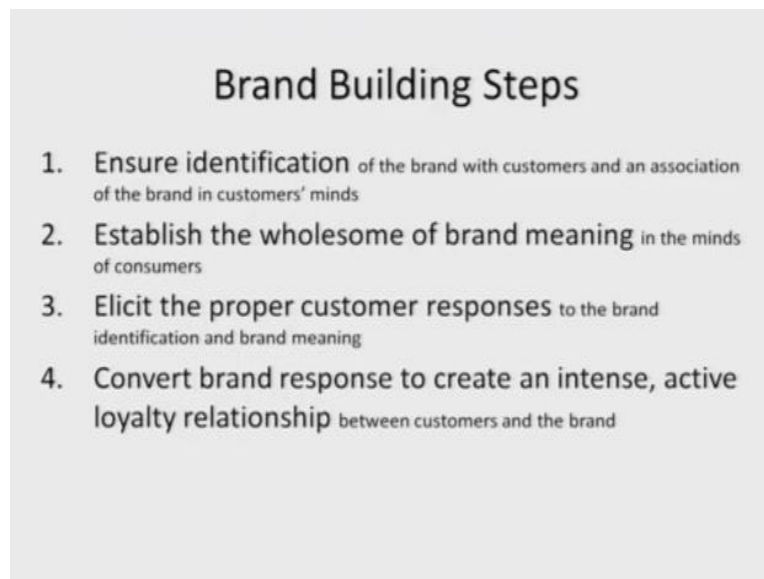 Brand Building Steps
1. Ensure identification of the brand with customers and an association
of the brand in customers' minds
2. Establish the wholesome of brand meaning in the minds
of consumers
3. Elicit the proper customer responses to the brand
identification and brand meaning
4. Convert brand response to create an intense, active
loyalty relationship between customers and the brand